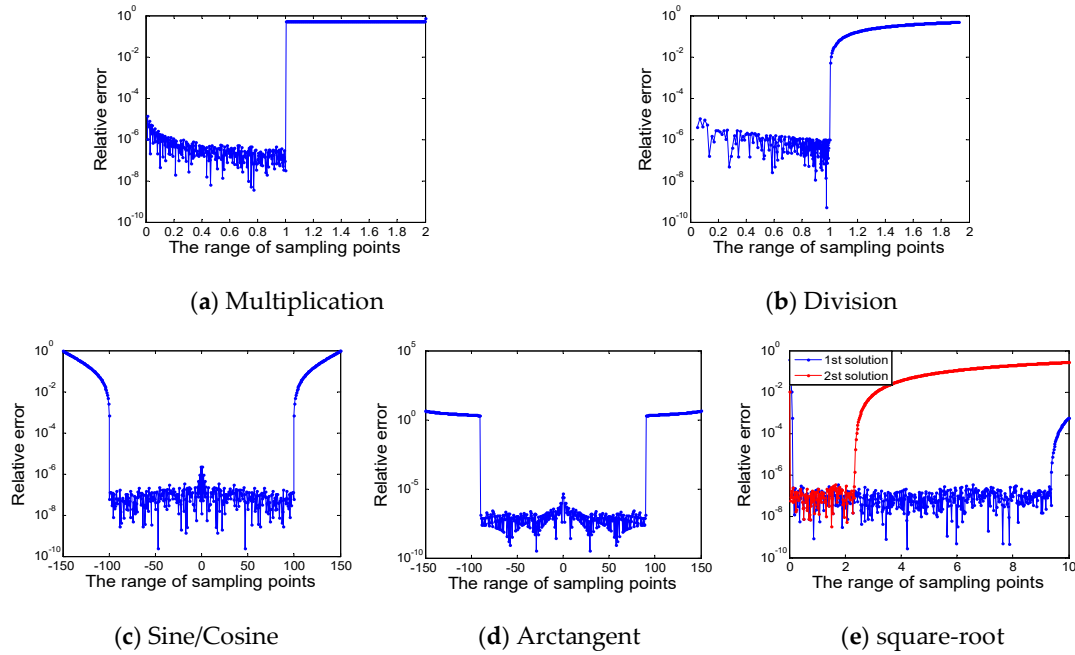 10^0
10^-2
10^-4
10^-6
10^-8
10^-10
Relative error
0 0.2 0.4 0.6 0.8 1 1.2 1.4 1.6 1.8 2
The range of sampling points
(a) Multiplication
10^0
10^-2
10^-4
10^-6
10^-8
10^-10
Relative error
0 0.2 0.4 0.6 0.8 1 1.2 1.4 1.6 1.8 2
The range of sampling points
(b) Division
10^0
10^-2
10^-4
10^-6
10^-8
10^-10
Relative error
-150 -100 -50 0 50 100 150
The range of sampling points
(c) Sine/Cosine
10^5
10^0
10^-5
10^-10
Relative error
-150 -100 -50 0 50 100 150
The range of sampling points
(d) Arctangent
10^0
10^-2
10^-4
10^-6
10^-8
10^-10
Relative error
1st solution
2st solution
0 2 4 6 8 10
The range of sampling points
(e) square-root